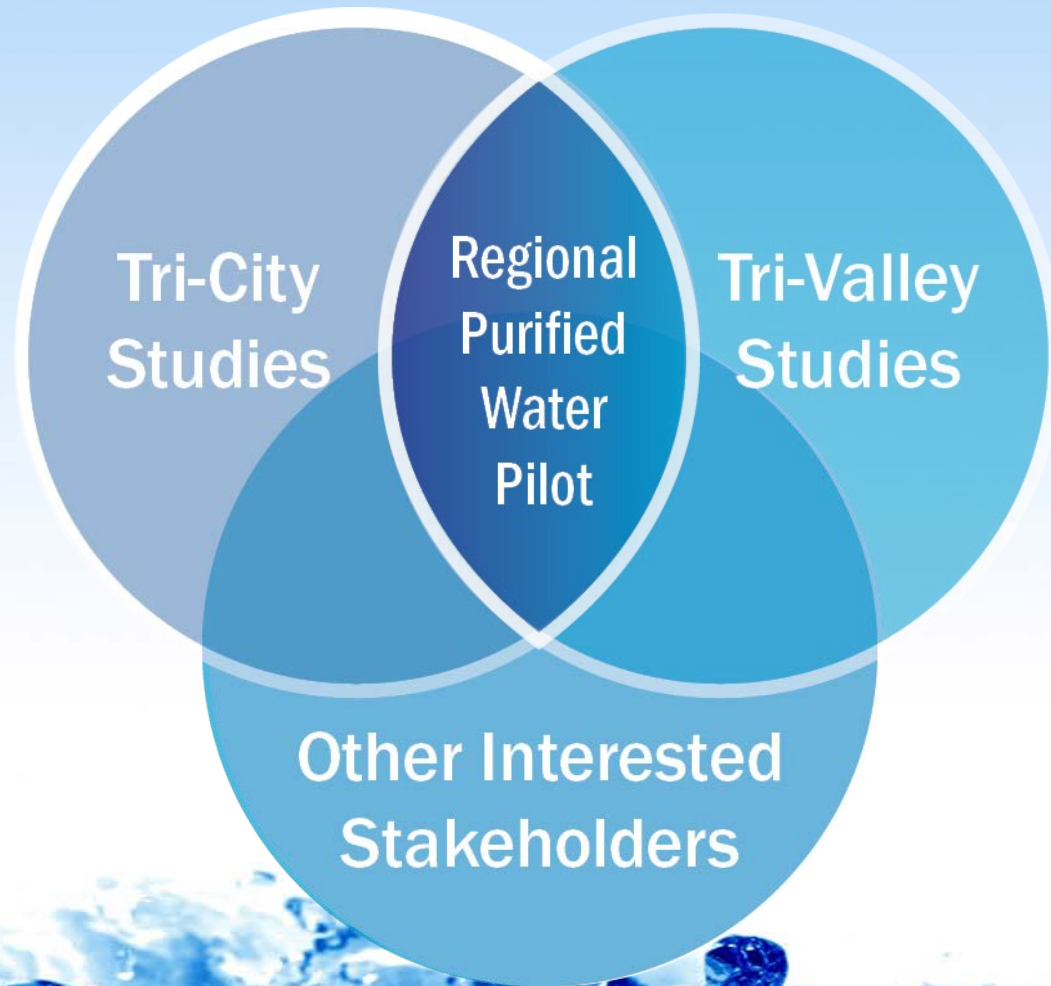 Tri-City
Studies
Regional
Purified
Water
Pilot
Tri-Valley
Studies
Other Interested
Stakeholders